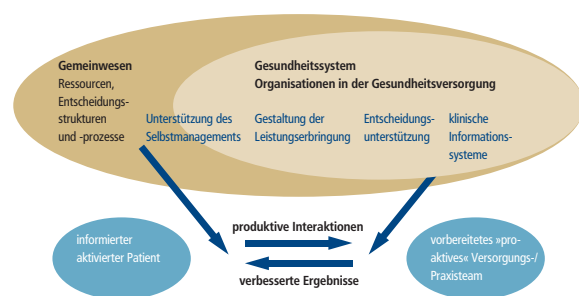 Gemeinwesen
Ressourcen,
Entscheidungs-
strukturen
und -prozesse
Gesundheitssystem
Organisationen in der Gesundheitsversorgung
Unterstützung des
Selbstmanagements
Gestaltung der
Leistungserbringung
Entscheidungs-
unterstützung
klinische
Informations-
systeme
informierter
aktivierter Patient
produktive Interaktionen
verbesserte Ergebnisse
vorbereitetes »pro-
aktives« Versorgungs-/
Praxisteam